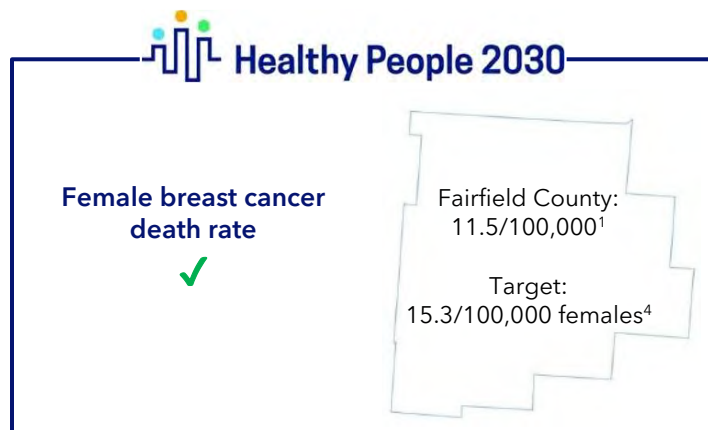 Healthy People 2030
Female breast cancer
death rate
✓
Fairfield County:
11.5/100,000¹
Target:
15.3/100,000 females⁴